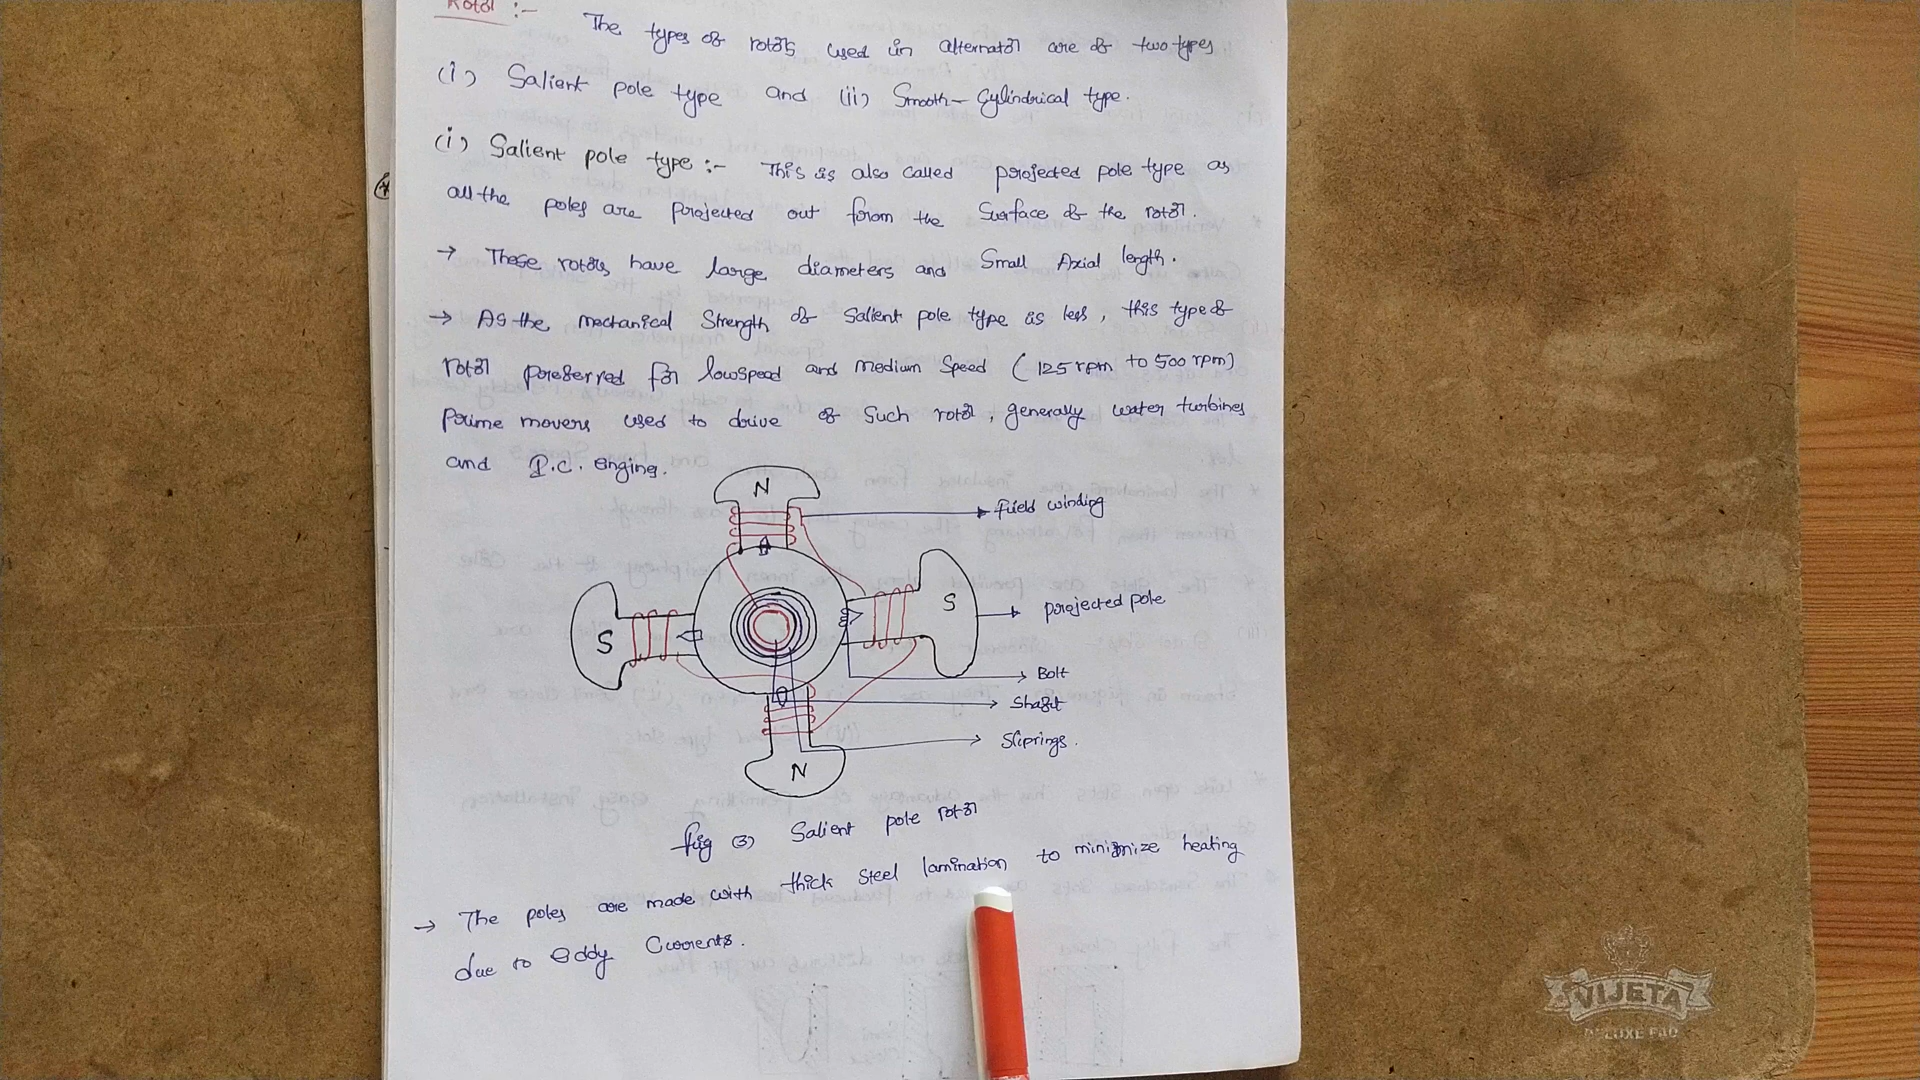 Rotor :-
The types of rotors used in alternator are of two types
(i) Salient pole type and (ii) Smooth-Cylindrical type.
(i) Salient pole type :- This is also called projected pole type as
all the poles are projected out from the Surface of the rotor.
→ These rotors have large diameters and Small Axial length.
→ As the mechanical Strength of Salient pole type is less, this type of
rotor preferred for low speed and medium Speed (125 rpm to 500 rpm)
prime movers used to drive of Such rotor, generally water turbines
and I.C. engine.
N
field winding
S
S
projected pole
Bolt
Shaft
Sliprings.
N
fig (3) Salient pole rotor
→ The poles are made with thick steel lamination to minimize heating
due to eddy Currents.
VIJETA
DELUXE PAD